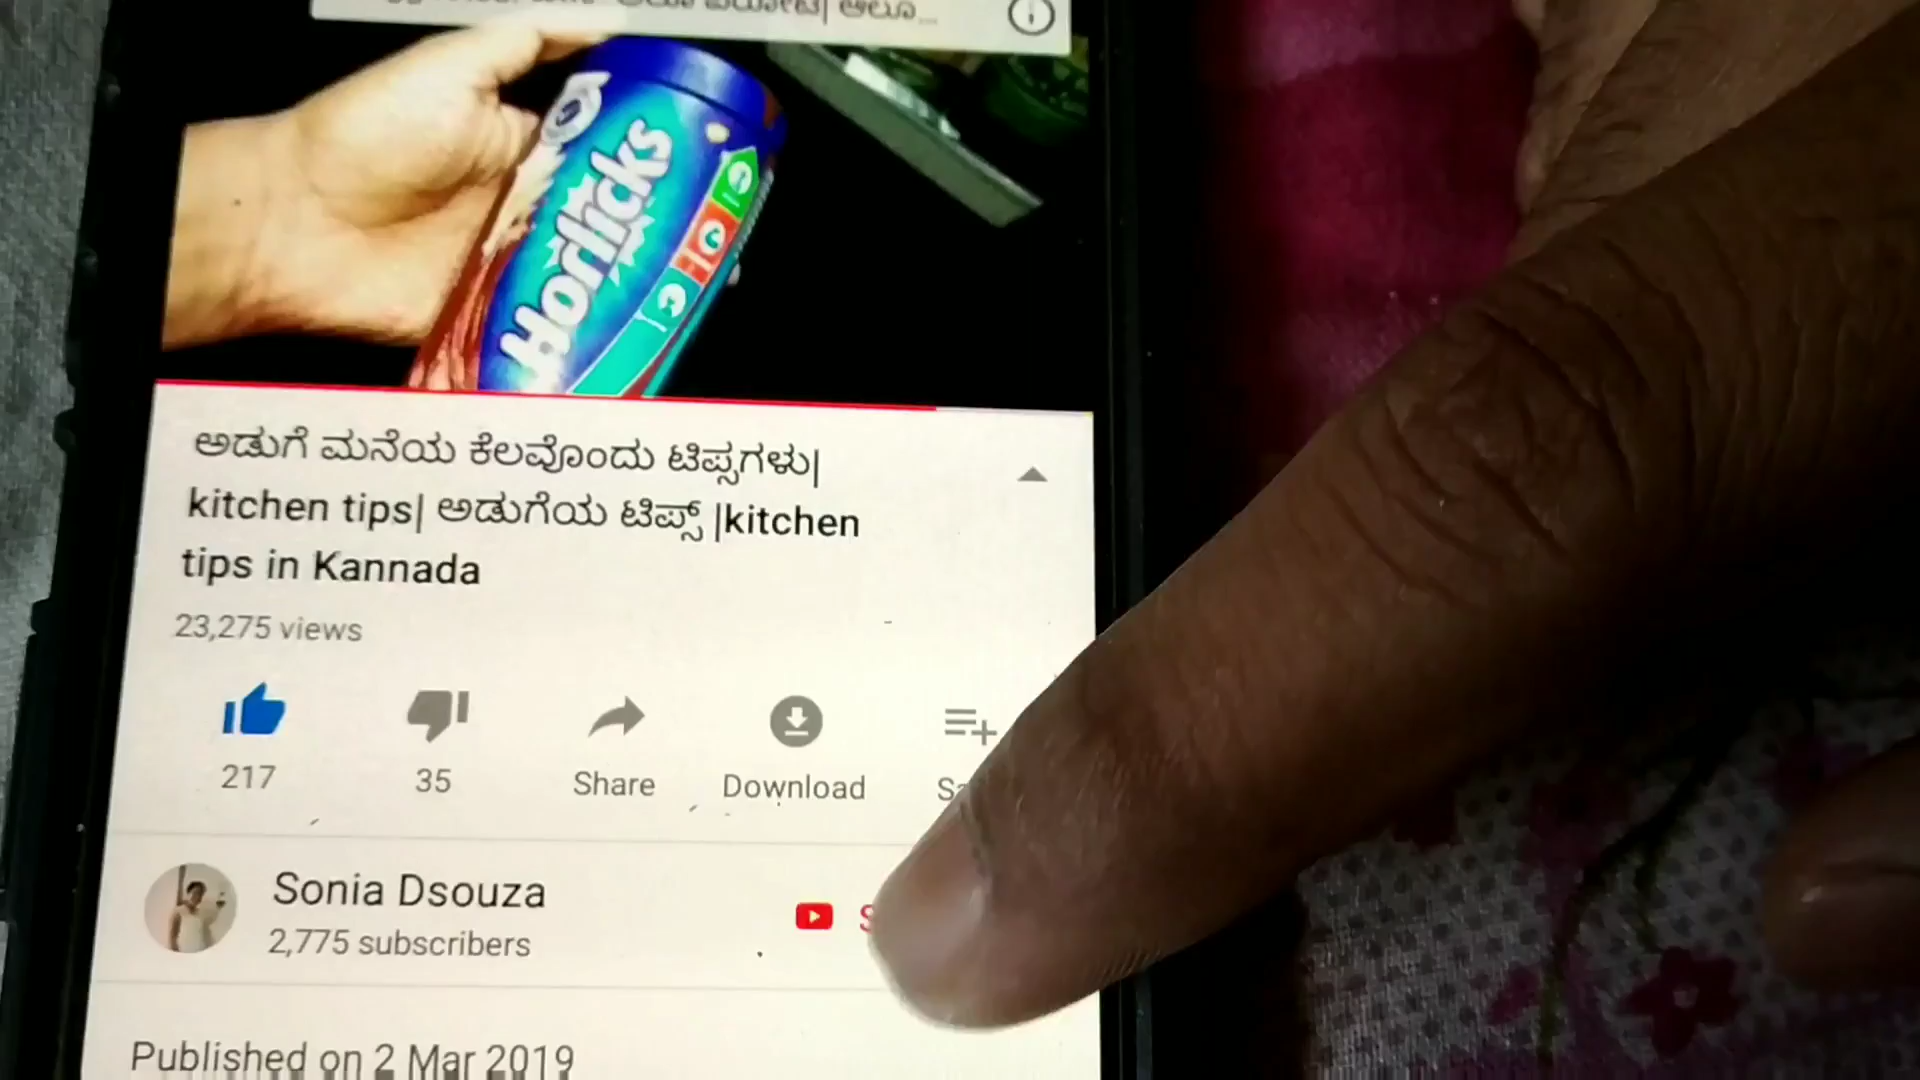 Horlicks
ಅಡುಗೆ ಮನೆಯ ಕೆಲವೊಂದು ಟಿಪ್ಸಗಳು|
kitchen tips| ಅಡುಗೆಯ ಟಿಪ್ಸ್ |kitchen
tips in Kannada
23,275 views
217
35
Share
Download
Sonia Dsouza
2,775 subscribers
Published on 2 Mar 2019